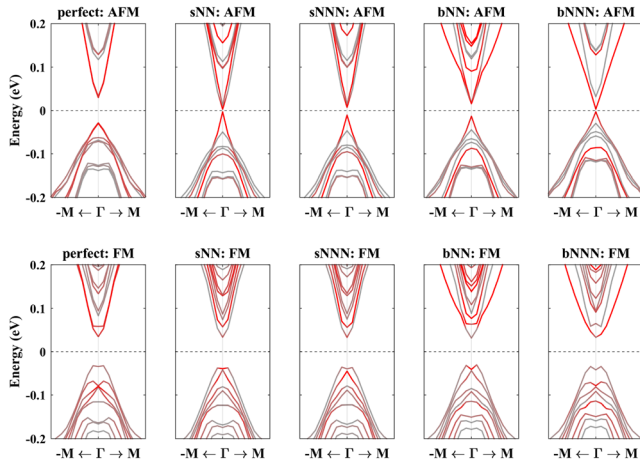 perfect: AFM sNN: AFM sNNN: AFM bNN: AFM bNNN: AFM
0.2
0.1
0
-0.1
-0.2
Energy (eV)
-M ← Γ → M -M ← Γ → M -M ← Γ → M -M ← Γ → M -M ← Γ → M
perfect: FM sNN: FM sNNN: FM bNN: FM bNNN: FM
0.2
0.1
0
-0.1
-0.2
Energy (eV)
-M ← Γ → M -M ← Γ → M -M ← Γ → M -M ← Γ → M -M ← Γ → M